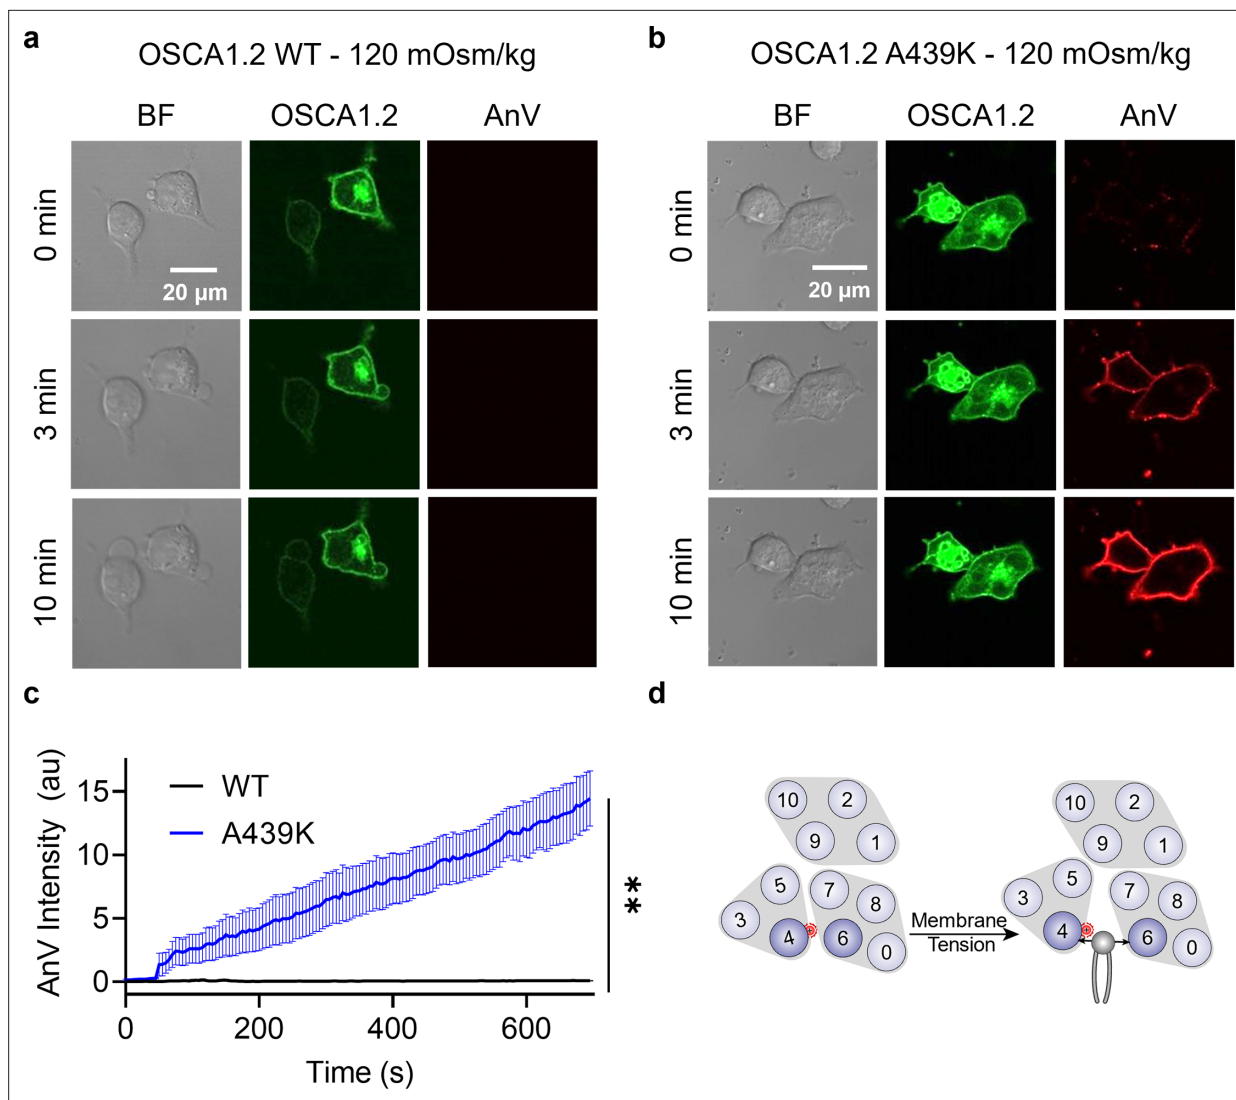 a
OSCA1.2 WT - 120 mOsm/kg
BF OSCA1.2 AnV
0 min
20 µm
3 min
10 min
b
OSCA1.2 A439K - 120 mOsm/kg
BF OSCA1.2 AnV
0 min
20 µm
3 min
10 min
c
AnV Intensity (au)
15
10
5
0
WT
A439K
**
0 200 400 600
Time (s)
d
10 2
9 1
5 7 8
3 4 6 0
+
Membrane
Tension
10 2
9 1
5 7 8
3 4 6 0
+